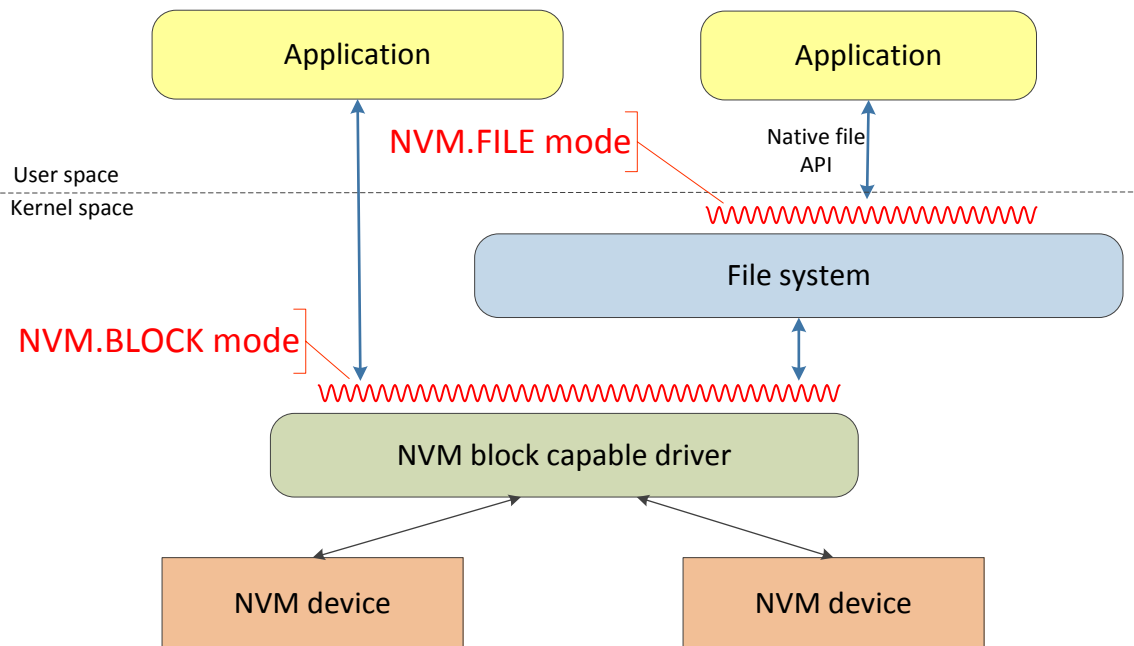 Application
Application
NVM.FILE mode
Native file
API
User space
Kernel space
File system
NVM.BLOCK mode
NVM block capable driver
NVM device
NVM device